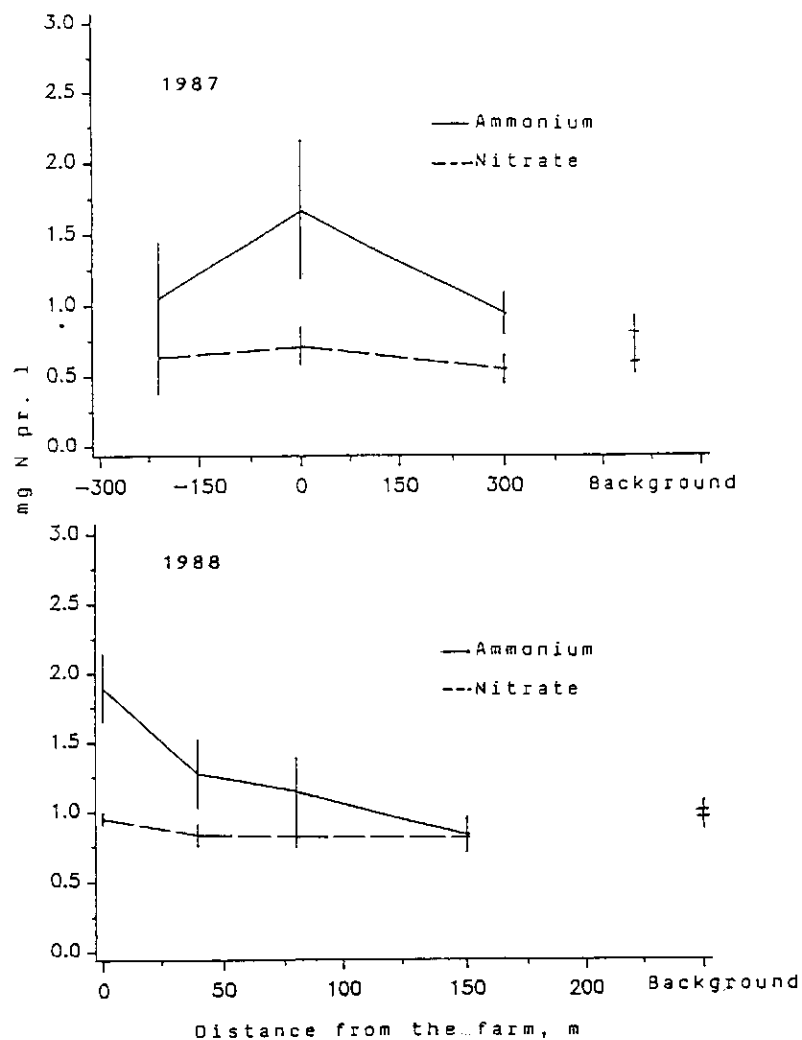 3.0
1987
2.5
Ammonium
2.0
Nitrate
1.5
1.0
0.5
0.0
mg N pr. l
-300 -150 0 150 300 Background
3.0
1988
2.5
Ammonium
2.0
Nitrate
1.5
1.0
0.5
0.0
0 50 100 150 200 Background
Distance from the farm, m